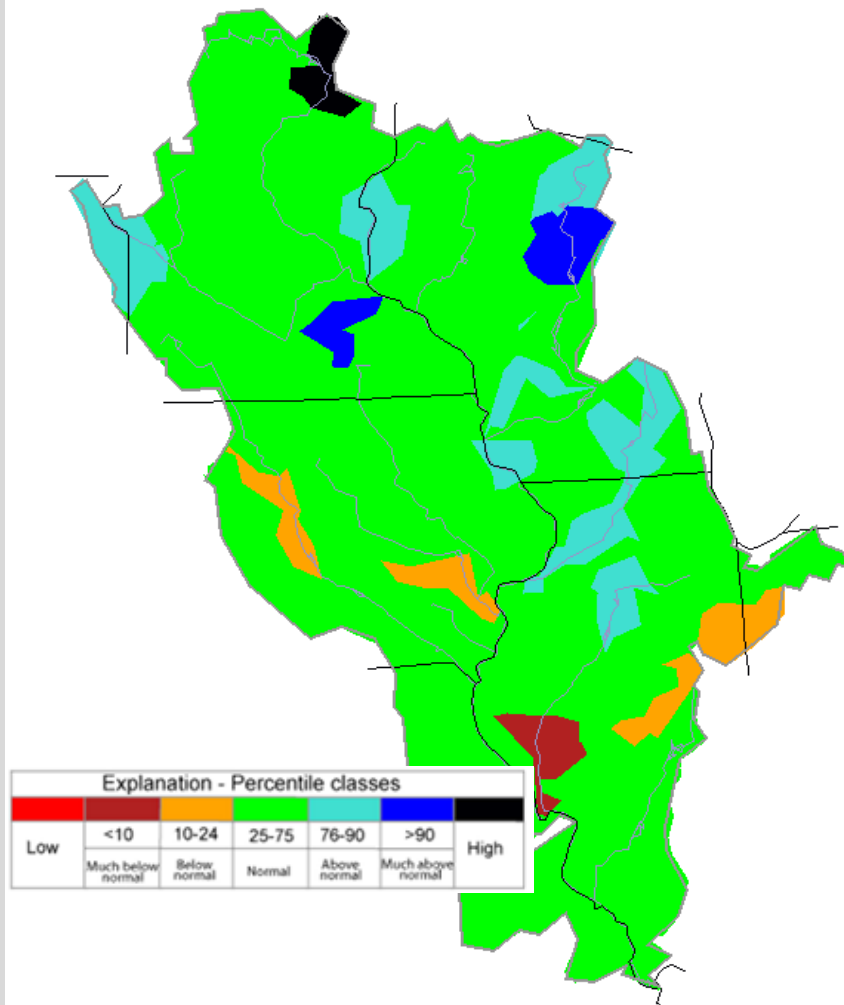 Explanation - Percentile classes
Low <10 10-24 25-75 76-90 >90 High
Much below normal Below normal Normal Above normal Much above normal